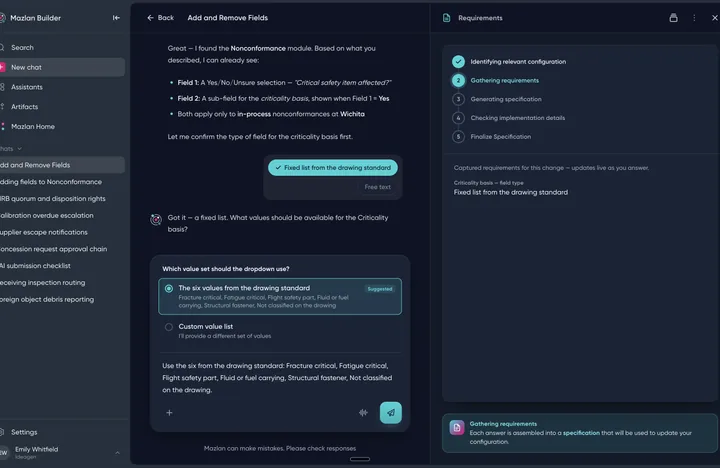 Mazlan Builder
Search
New chat
Assistants
Artifacts
Mazlan Home
hats
dd and Remove Fields
dding fields to Nonconformance
RB quorum and disposition rights
alibration overdue escalation
upplier escape notifications
oncession request approval chain
AI submission checklist
eceiving inspection routing
oreign object debris reporting
Settings
EW
Emily Whitfield
Ideagen
Back
Add and Remove Fields
Great — I found the Nonconformance module. Based on what you
described, I can already see:
• Field 1: A Yes/No/Unsure selection — "Critical safety item affected?"
• Field 2: A sub-field for the criticality basis, shown when Field 1 = Yes
• Both apply only to in-process nonconformances at Wichita
Let me confirm the type of field for the criticality basis first.
Fixed list from the drawing standard
Free text
Got it — a fixed list. What values should be available for the Criticality
basis?
Which value set should the dropdown use?
The six values from the drawing standard
Suggested
Fracture critical, Fatigue critical, Flight safety part, Fluid or fuel
carrying, Structural fastener, Not classified on the drawing
Custom value list
I'll provide a different set of values
Use the six from the drawing standard: Fracture critical, Fatigue critical,
Flight safety part, Fluid or fuel carrying, Structural fastener, Not classified
on the drawing.
Mazlan can make mistakes. Please check responses
Requirements
Identifying relevant configuration
2 Gathering requirements
3 Generating specification
4 Checking implementation details
5 Finalize Specification
Captured requirements for this change — updates live as you answer.
Criticality basis — field type
Fixed list from the drawing standard
Gathering requirements
Each answer is assembled into a specification that will be used to update your
configuration.